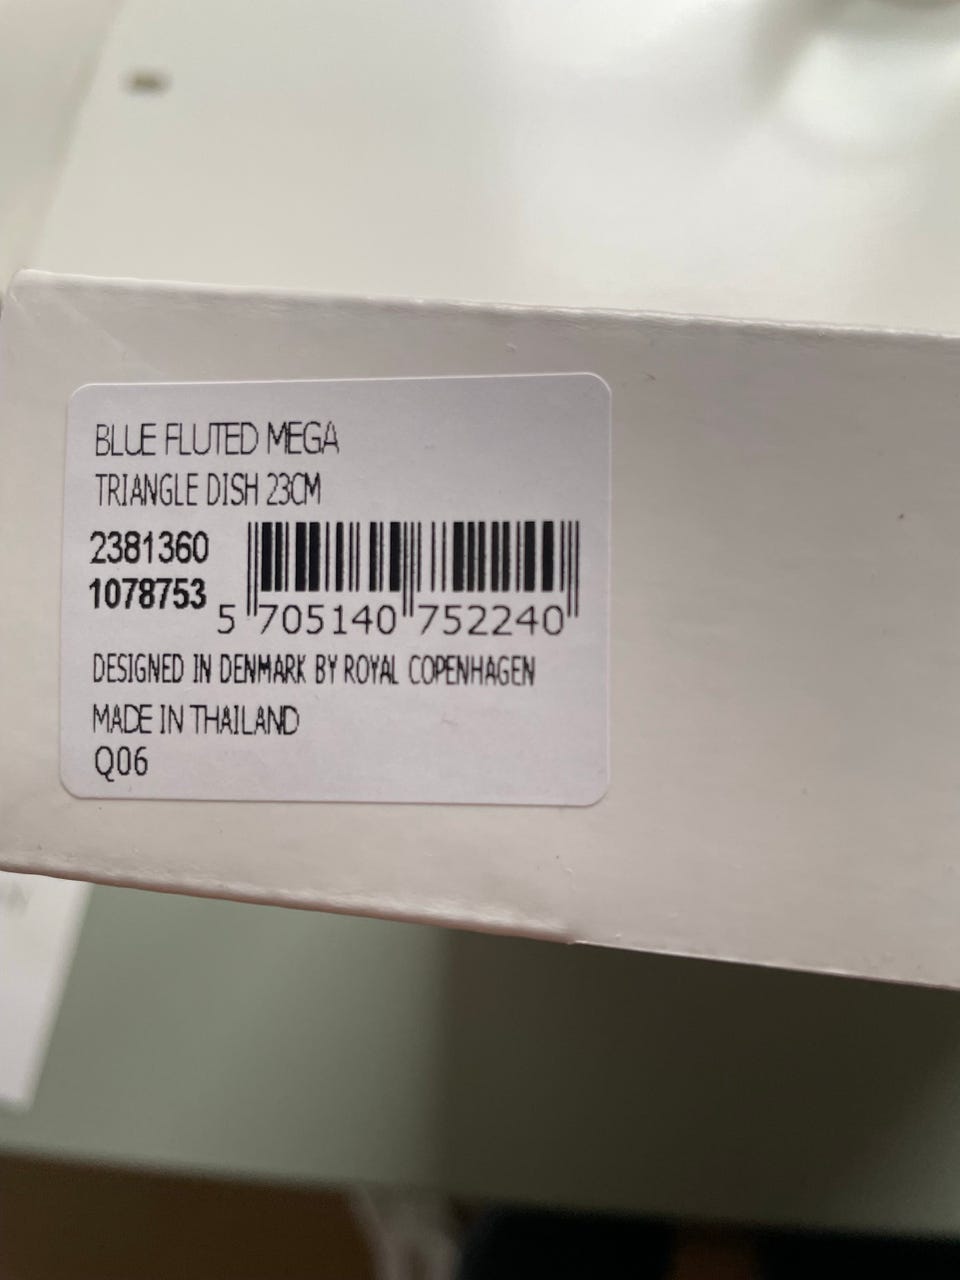 BLUE FLUTED MEGA
TRIANGLE DISH 23CM
2381360
1078753
5 705140 752240
DESIGNED IN DENMARK BY ROYAL COPENHAGEN
MADE IN THAILAND
Q06